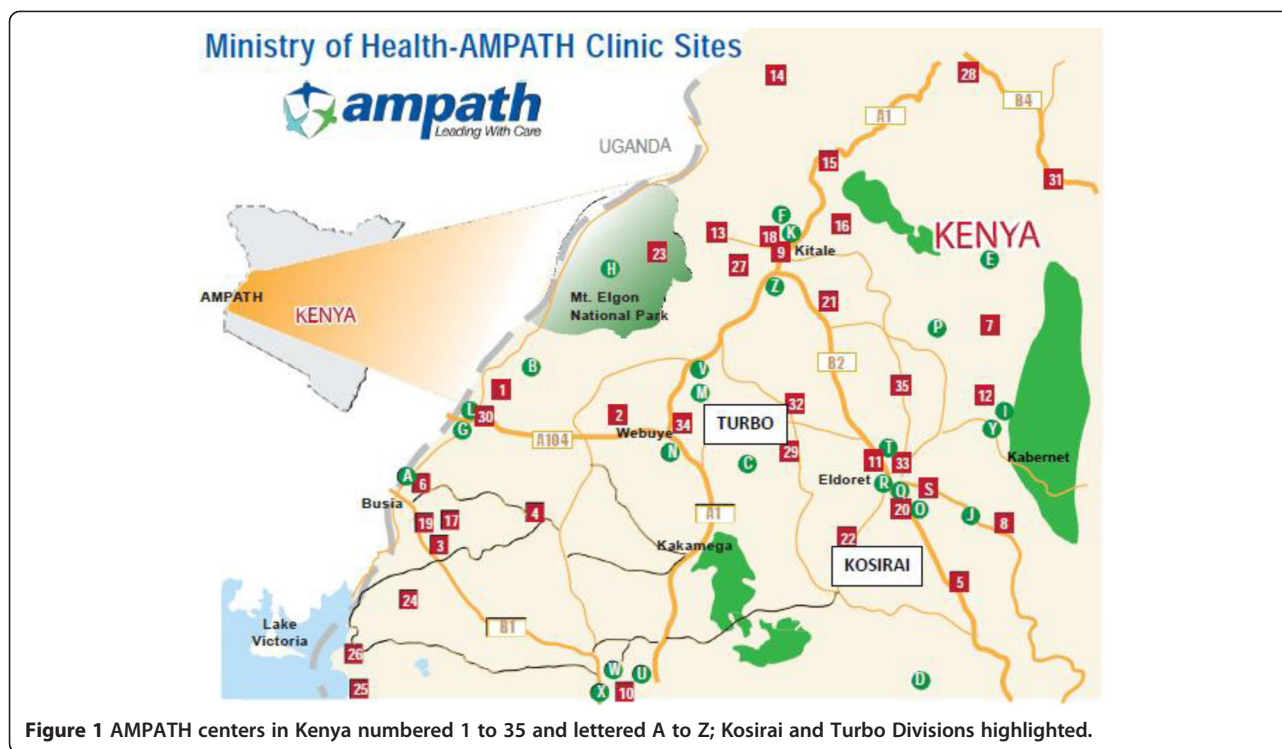 Ministry of Health-AMPATH Clinic Sites
ampath
Leading With Care
UGANDA
14
28
B4
A1
15
31
F
13
18
K
16
KENYA
9
Kitale
23
H
27
E
AMPATH
Z
Mt. Elgon
National Park
21
KENYA
P
7
B
V
B2
1
M
35
12
L
30
2
34
TURBO
32
I
G
Webuye
Y
A104
N
C
29
T
Kabernet
A
6
11
33
Eldoret
R
Q
S
Busia
19
17
4
A1
20
O
J
8
3
Kakamega
22
KOSIRAI
5
24
Lake
Victoria
B1
26
W
U
D
25
X
10
Figure 1 AMPATH centers in Kenya numbered 1 to 35 and lettered A to Z; Kosirai and Turbo Divisions highlighted.